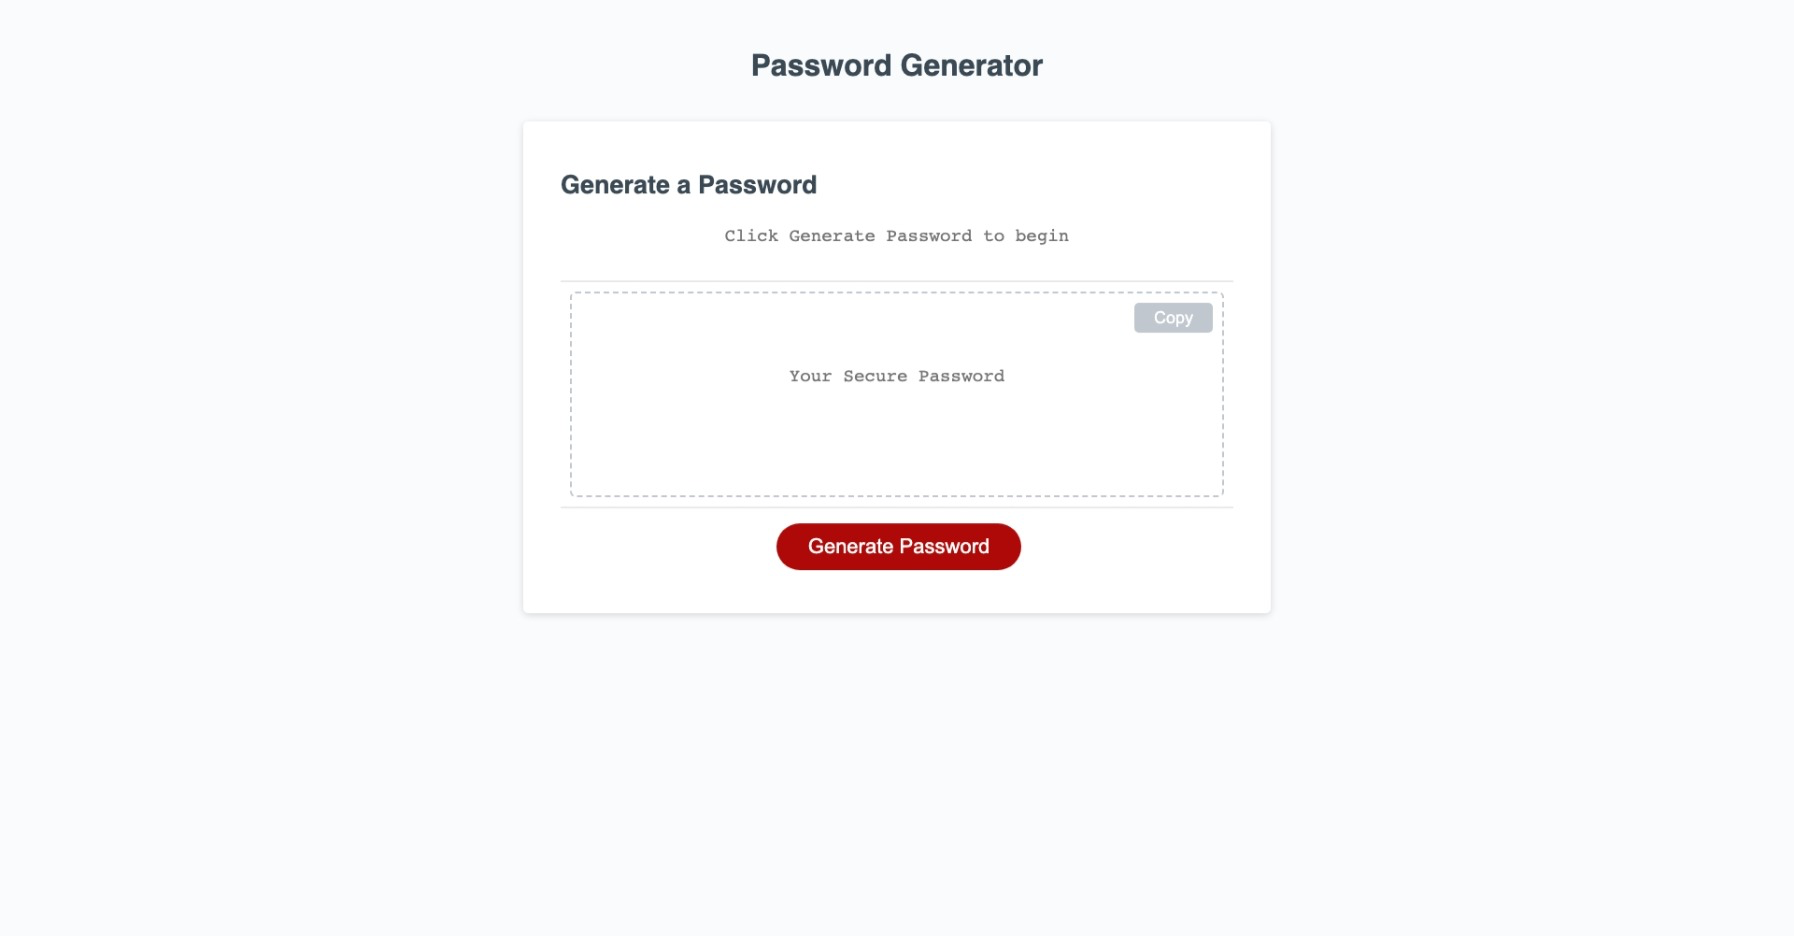 Password Generator
Generate a Password
Click Generate Password to begin
Copy
Your Secure Password
Generate Password